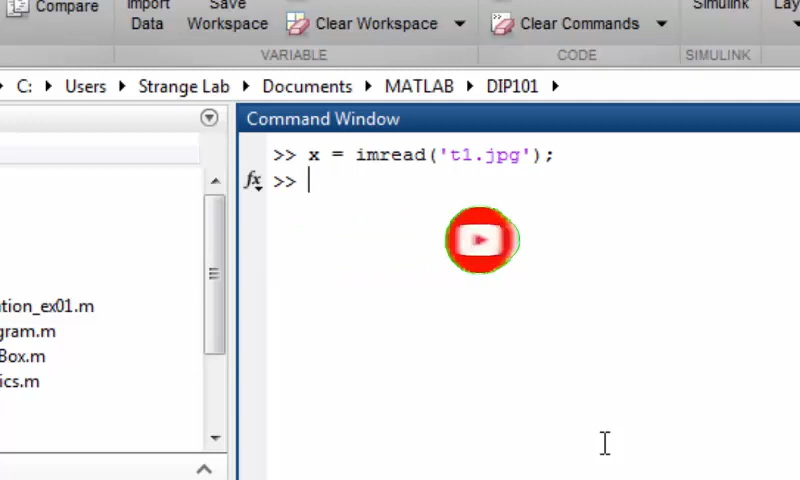 Compare
Import
Data
Save
Workspace
Clear Workspace
Clear Commands
Simulink
VARIABLE
CODE
SIMULINK
C: Users Strange Lab Documents MATLAB DIP101
Command Window
>> x = imread('t1.jpg');
fx >>
tion_ex01.m
gram.m
Box.m
ics.m